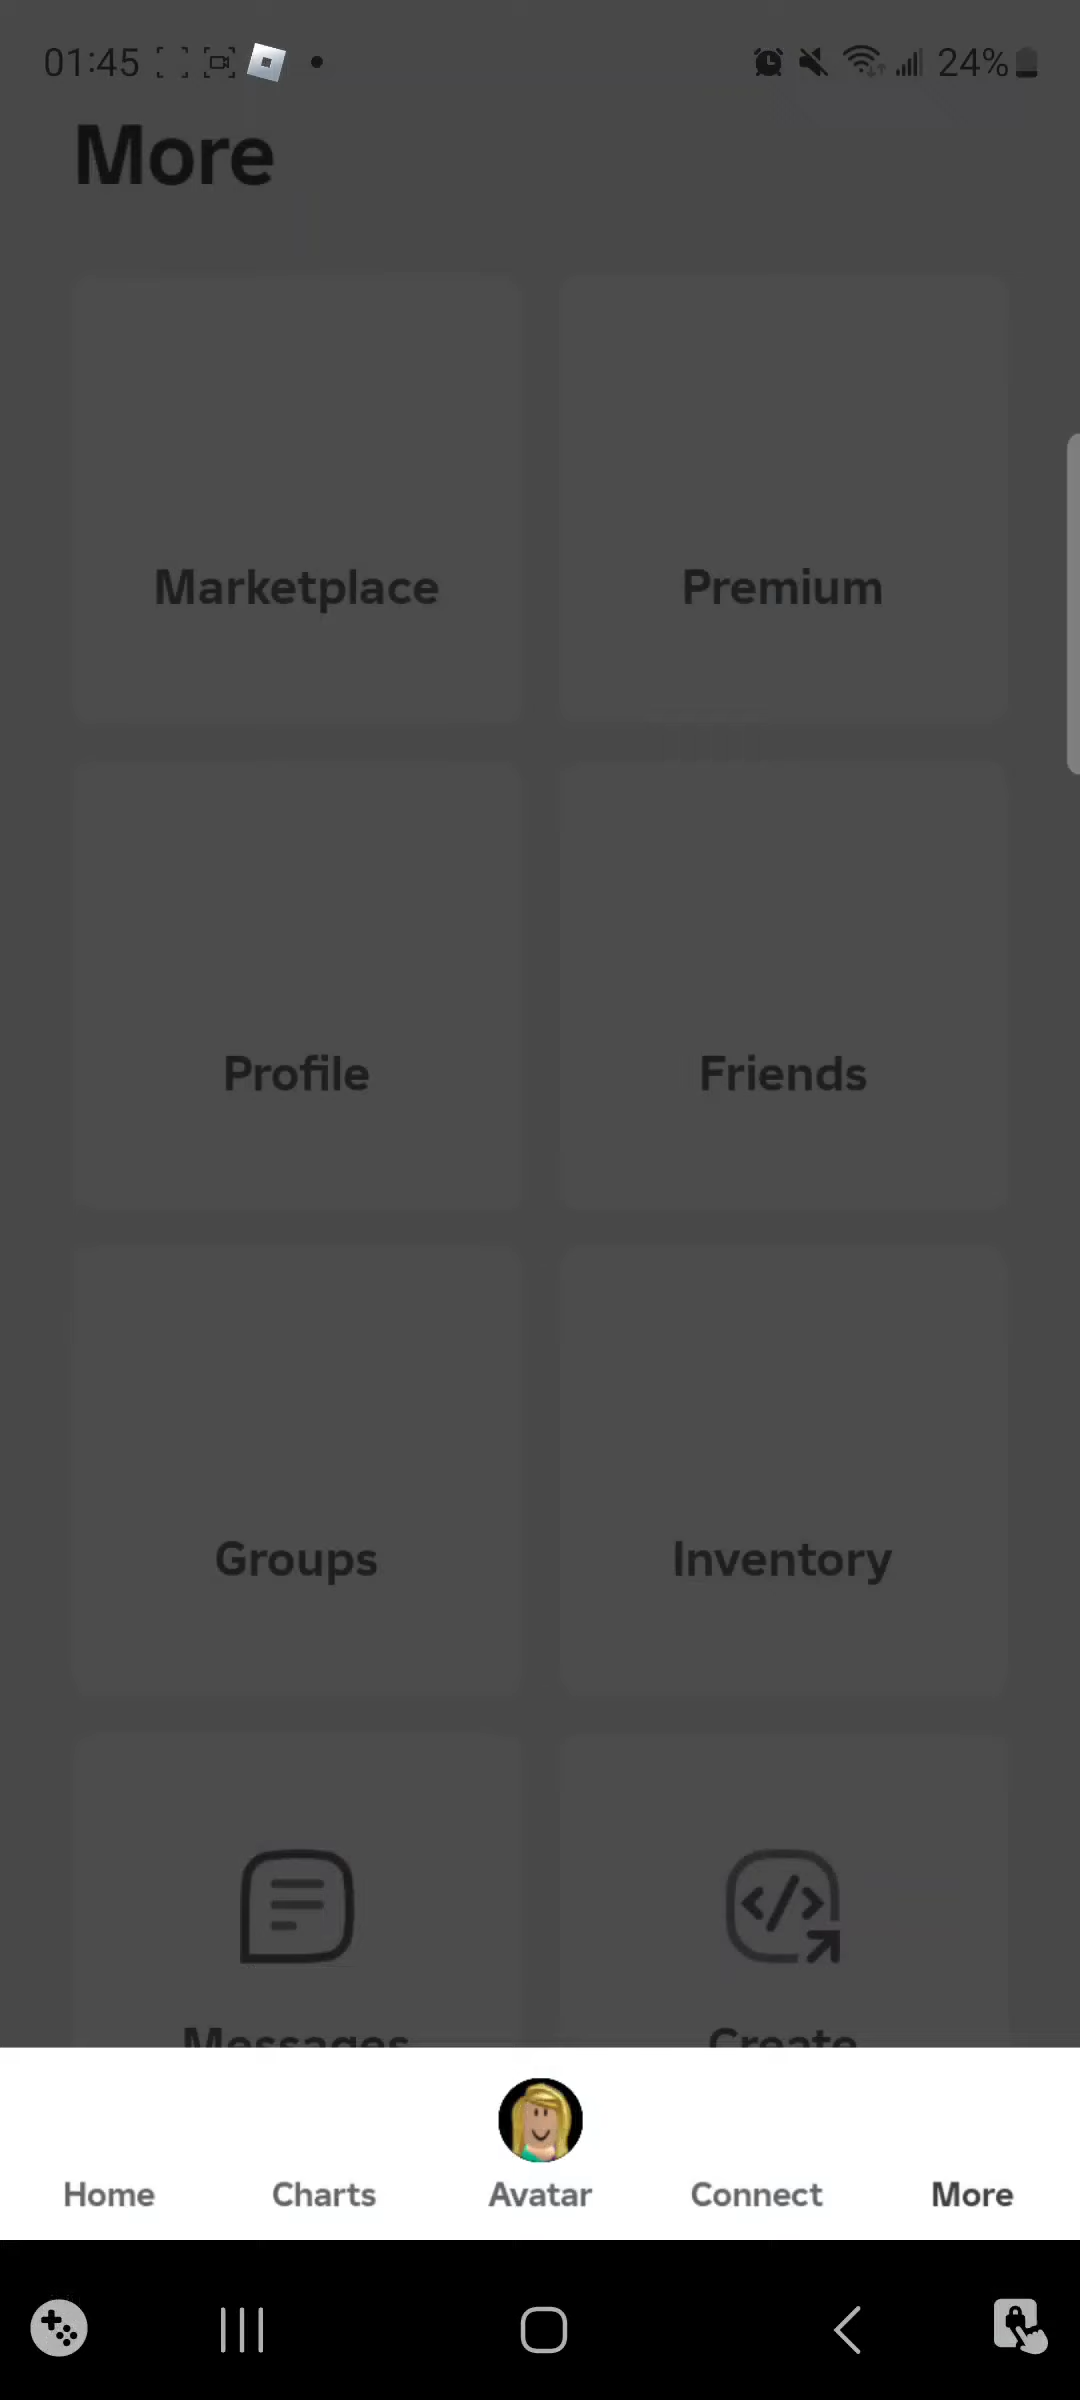 01:45 24%
More
Marketplace Premium
Profile Friends
Groups Inventory
Messages Create
Home Charts Avatar Connect More